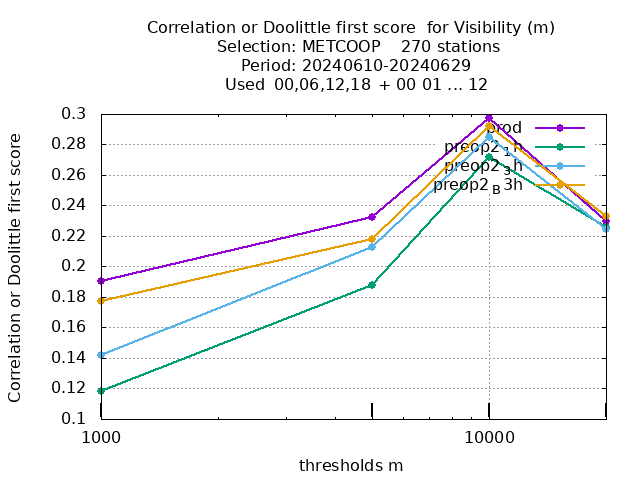 Correlation or Doolittle first score  for Visibility (m)
Selection: METCOOP    270 stations
Period: 20240610-20240629
Used  00,06,12,18  + 00 01 ... 12
Correlation or Doolittle first score
0.3
0.28
0.26
0.24
0.22
0.2
0.18
0.16
0.14
0.12
0.1
prod
preop2_1h
preop2_3h
preop2_B3h
1000
10000
thresholds m